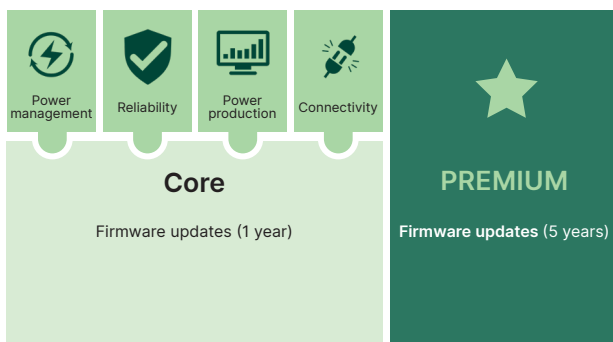 Power
management
Reliability
Power
production
Connectivity
Core
Firmware updates (1 year)
PREMIUM
Firmware updates (5 years)